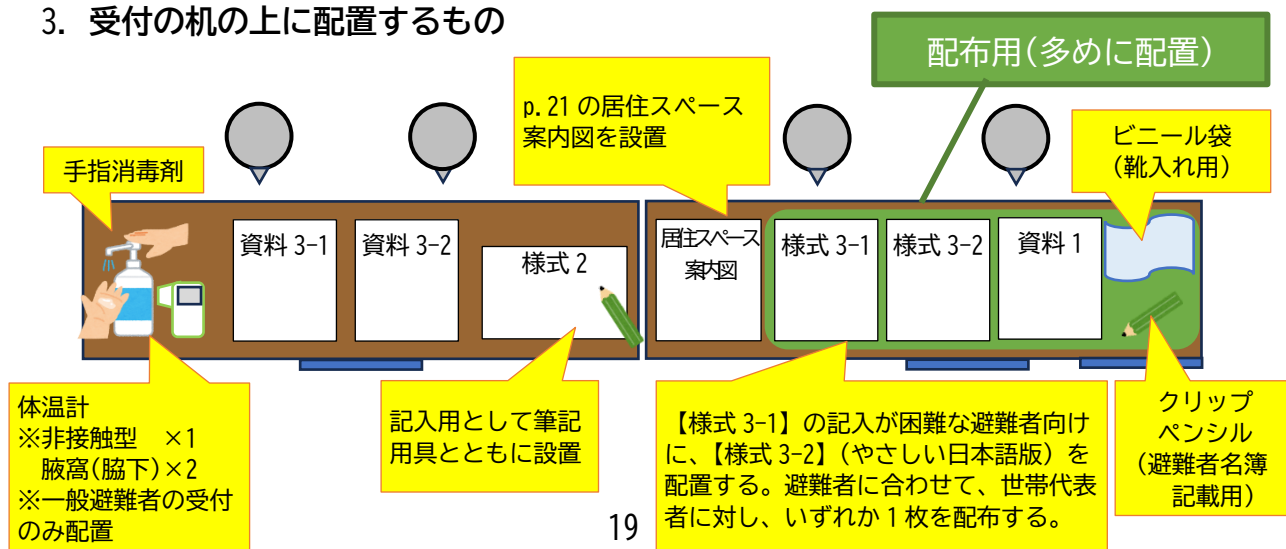 3. 受付の机の上に配置するもの
配布用(多めに配置)
p.21 の居住スペース
案内図を設置
ビニール袋
(靴入れ用)
手指消毒剤
資料 3-1
資料 3-2
様式 2
居住スペース
案内図
様式 3-1
様式 3-2
資料 1
体温計
※非接触型 ×1
腋窩(脇下)×2
※一般避難者の受付
のみ配置
記入用として筆記
用具とともに設置
【様式 3-1】の記入が困難な避難者向け
に、【様式 3-2】(やさしい日本語版)を
配置する。避難者に合わせて、世帯代表
者に対し、いずれか 1 枚を配布する。
クリップ
ペンシル
(避難者名簿
記載用)
19